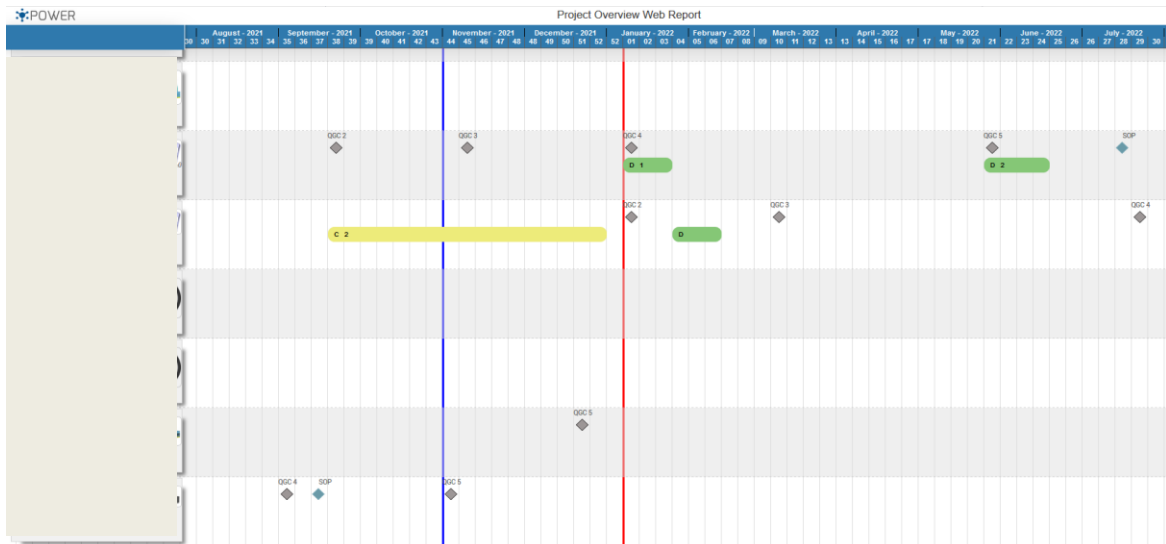 POWER
Project Overview Web Report
August - 2021 September - 2021 October - 2021 November - 2021 December - 2021 January - 2022 February - 2022 March - 2022 April - 2022 May - 2022 June - 2022 July - 2022
30 30 31 32 33 34 35 36 37 38 39 39 40 41 42 43 44 45 46 47 48 48 49 50 51 52 52 01 02 03 04 05 06 07 08 09 10 11 12 13 13 14 15 16 17 17 18 19 20 21 22 23 24 25 26 26 27 28 29 30
QGC 2 QGC 3 QGC 4 QGC 5 SOP
D 1 D 2
QGC 2 QGC 3 QGC 4
C 2 D
QGC 5
QGC 4 SOP QGC 5